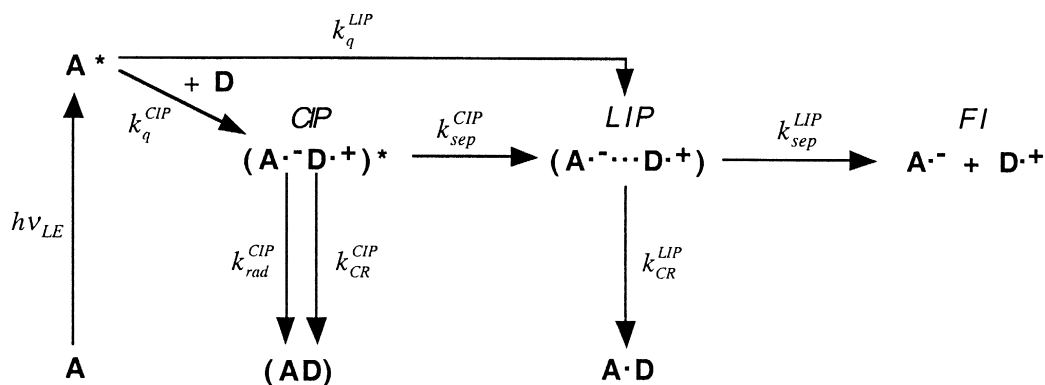 k_q^LIP
A * + D
k_q^CIP
CIP k_sep^CIP LIP k_sep^LIP FI
(A·⁻D·⁺)* (A·⁻···D·⁺) A·⁻ + D·⁺
hν_LE k_rad^CIP k_CR^CIP k_CR^LIP
A (AD) A·D